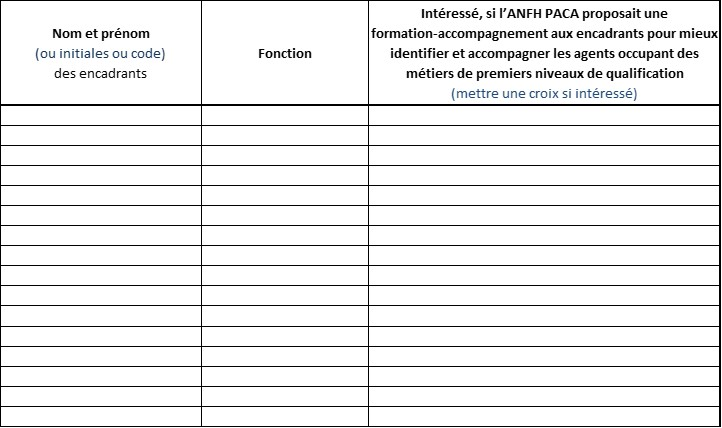 Nom et prénom
(ou initiales ou code)
des encadrants
Fonction
Intéressé, si l'ANFH PACA proposait une
formation-accompagnement aux encadrants pour mieux
identifier et accompagner les agents occupant des
métiers de premiers niveaux de qualification
(mettre une croix si intéressé)